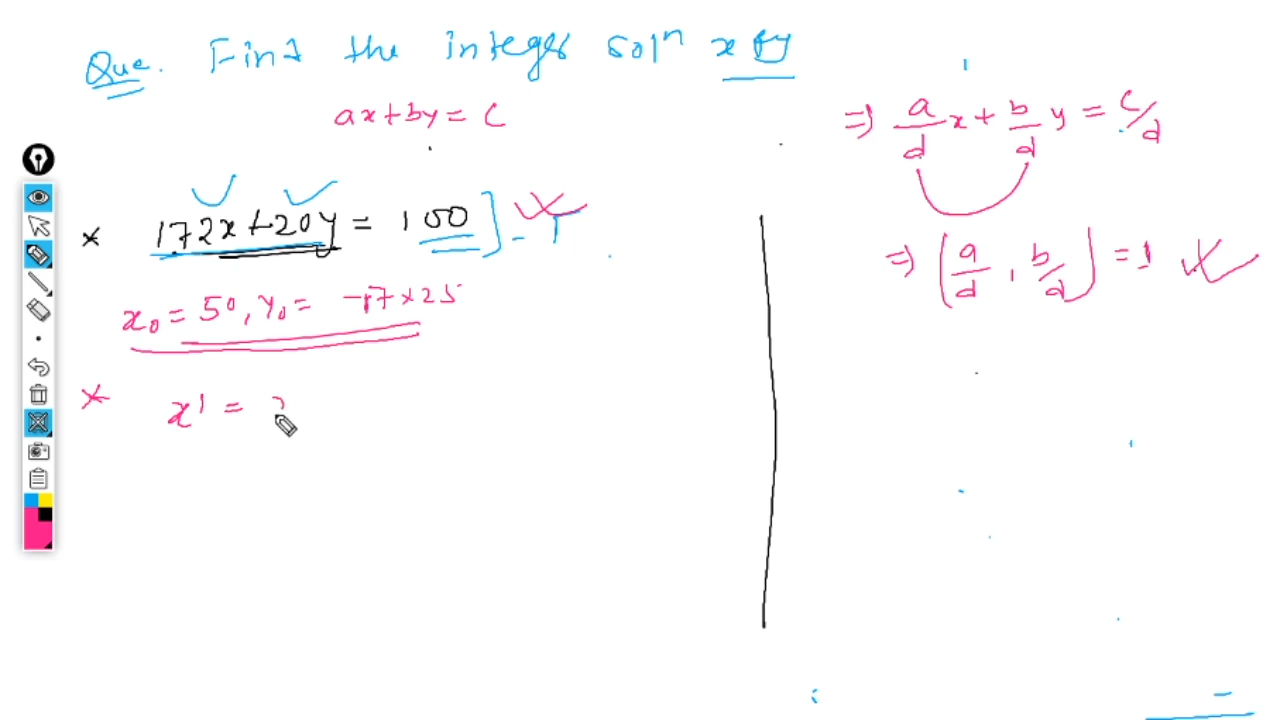 Que. Find the integer solⁿ x & y
ax + by = c
* 172x + 20y = 100 ] - I
x₀ = 50, y₀ = -17 × 25
* x' =
⇒ a/d x + b/d y = c/d
⇒ (a/d, b/d) = 1